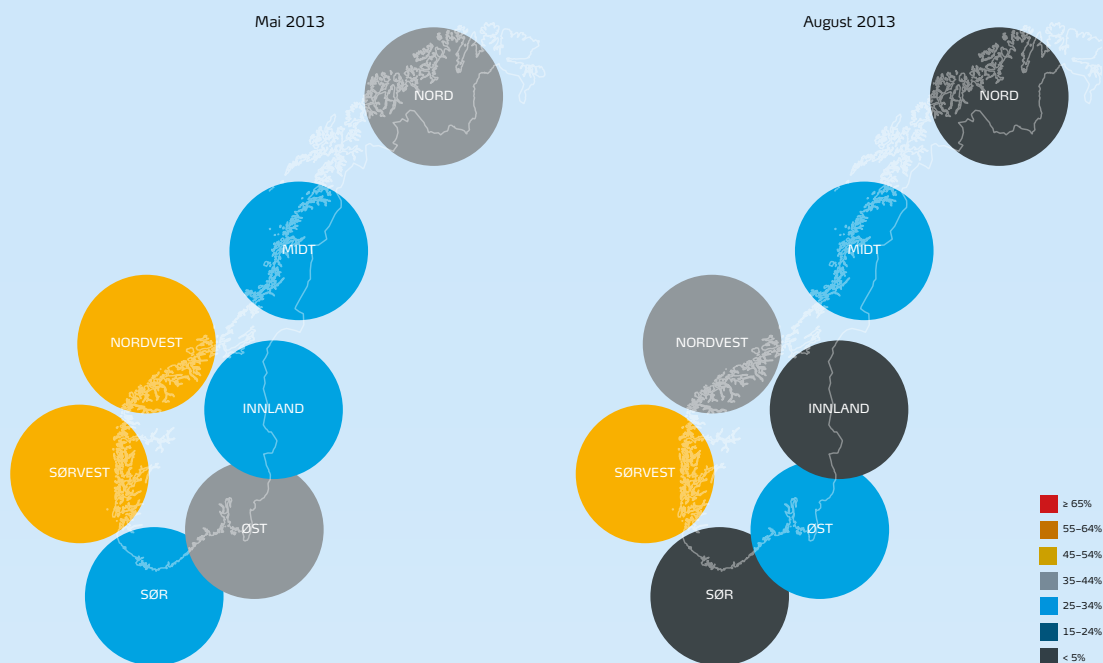 Mai 2013
NORD
MIDT
NORDVEST
INNLAND
SØRVEST
ØST
SØR
August 2013
NORD
MIDT
NORDVEST
INNLAND
SØRVEST
ØST
SØR
≥ 65%
55–64%
45–54%
35–44%
25–34%
15–24%
< 5%